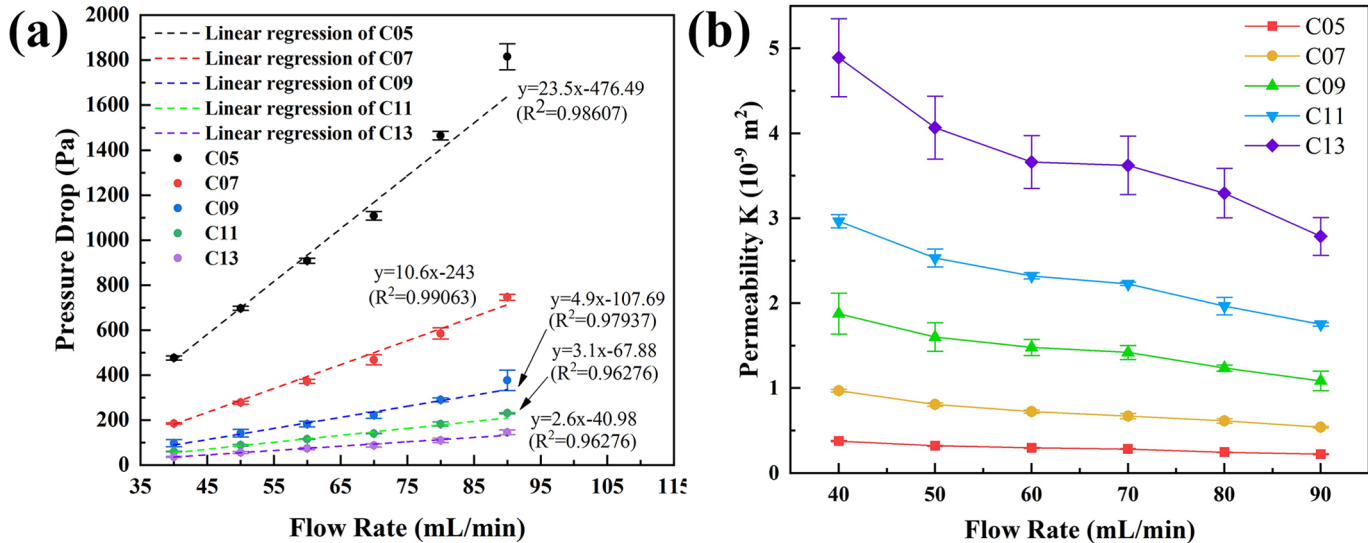 (a)
Pressure Drop (Pa)
2000
1800
1600
1400
1200
1000
800
600
400
200
0
Linear regression of C05
Linear regression of C07
Linear regression of C09
Linear regression of C11
Linear regression of C13
C05
C07
C09
C11
C13
y=23.5x-476.49
(R²=0.98607)
y=10.6x-243
(R²=0.99063)
y=4.9x-107.69
(R²=0.97937)
y=3.1x-67.88
(R²=0.96276)
y=2.6x-40.98
(R²=0.96276)
35 45 55 65 75 85 95 105 115
Flow Rate (mL/min)
(b)
Permeability K (10⁻⁹ m²)
5
4
3
2
1
0
C05
C07
C09
C11
C13
40 50 60 70 80 90
Flow Rate (mL/min)